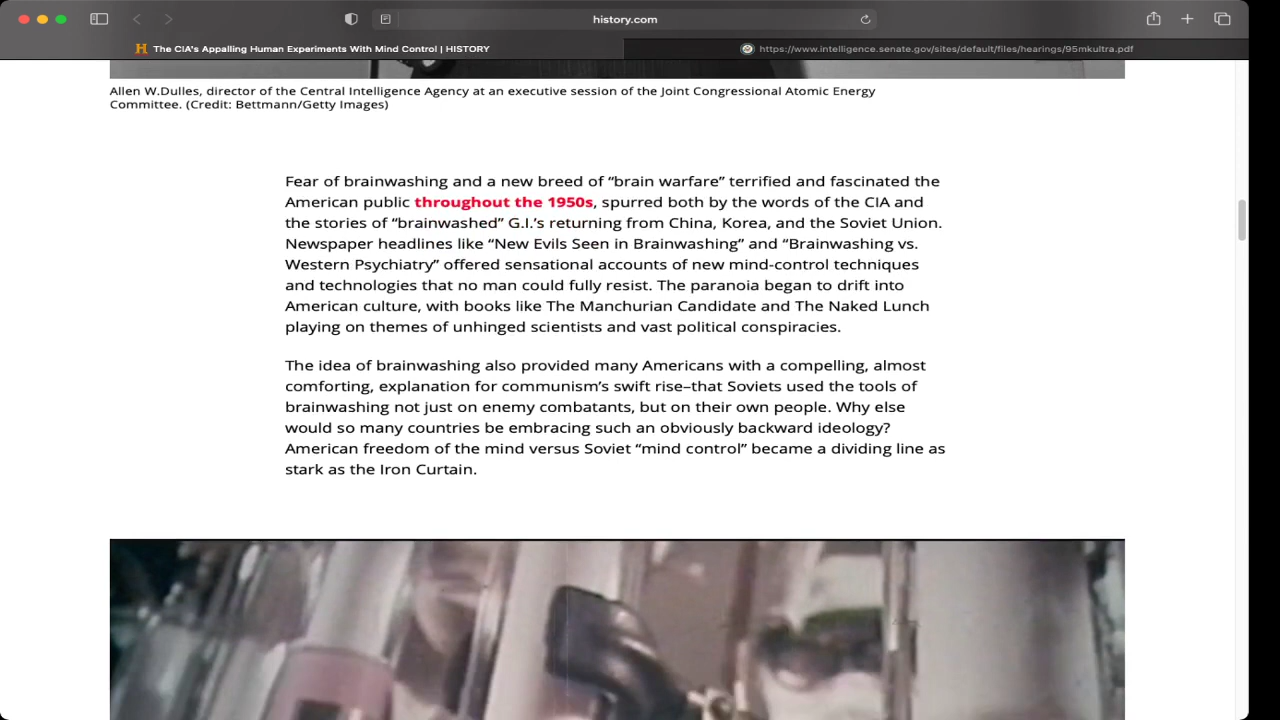 history.com
The CIA's Appalling Human Experiments With Mind Control | HISTORY
https://www.intelligence.senate.gov/sites/default/files/hearings/95mkultra.pdf
Allen W.Dulles, director of the Central Intelligence Agency at an executive session of the Joint Congressional Atomic Energy
Committee. (Credit: Bettmann/Getty Images)
Fear of brainwashing and a new breed of “brain warfare” terrified and fascinated the
American public throughout the 1950s, spurred both by the words of the CIA and
the stories of “brainwashed” G.I.’s returning from China, Korea, and the Soviet Union.
Newspaper headlines like “New Evils Seen in Brainwashing” and “Brainwashing vs.
Western Psychiatry” offered sensational accounts of new mind-control techniques
and technologies that no man could fully resist. The paranoia began to drift into
American culture, with books like The Manchurian Candidate and The Naked Lunch
playing on themes of unhinged scientists and vast political conspiracies.
The idea of brainwashing also provided many Americans with a compelling, almost
comforting, explanation for communism’s swift rise–that Soviets used the tools of
brainwashing not just on enemy combatants, but on their own people. Why else
would so many countries be embracing such an obviously backward ideology?
American freedom of the mind versus Soviet “mind control” became a dividing line as
stark as the Iron Curtain.